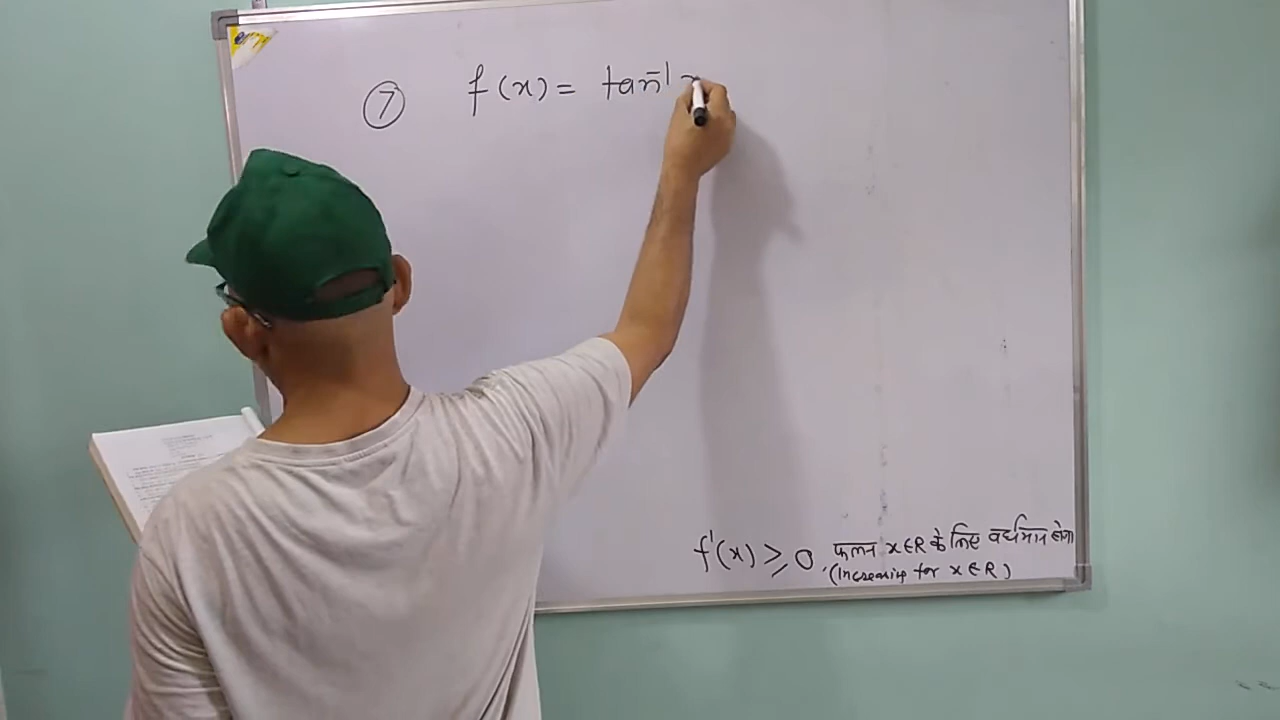 ⑦ f(x) = tan⁻¹ x
f'(x) ≥ 0, फलन x∈R के लिए वर्धमान होगा
(Increasing for x∈R)